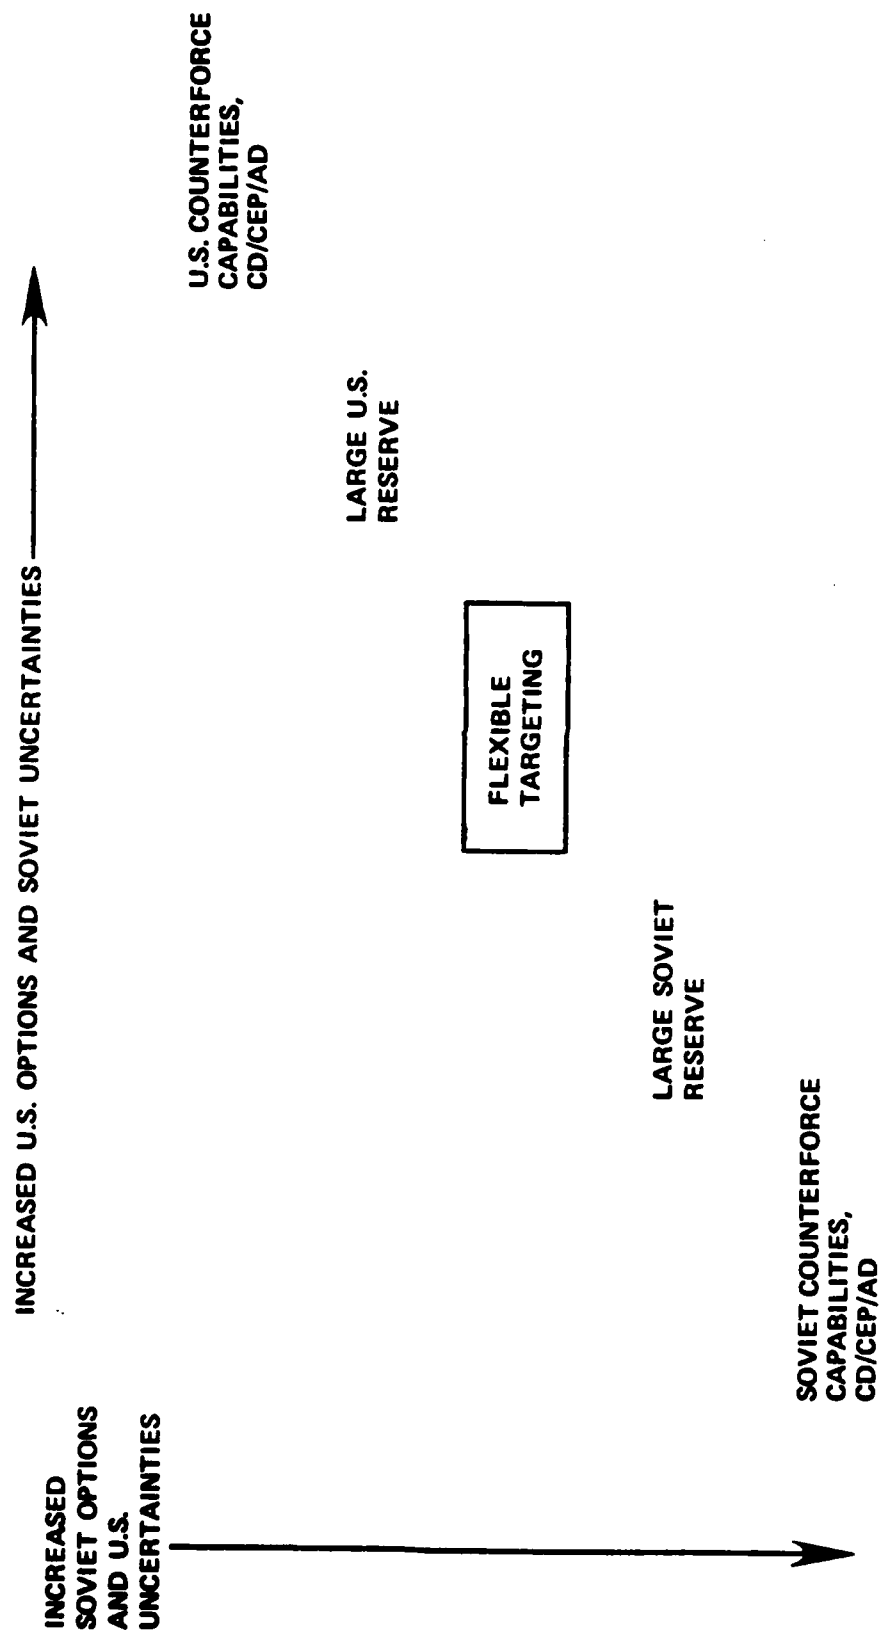 INCREASED U.S. OPTIONS AND SOVIET UNCERTAINTIES
INCREASED
SOVIET OPTIONS
AND U.S.
UNCERTAINTIES
U.S. COUNTERFORCE
CAPABILITIES,
CD/CEP/AD
LARGE U.S.
RESERVE
FLEXIBLE
TARGETING
LARGE SOVIET
RESERVE
SOVIET COUNTERFORCE
CAPABILITIES,
CD/CEP/AD